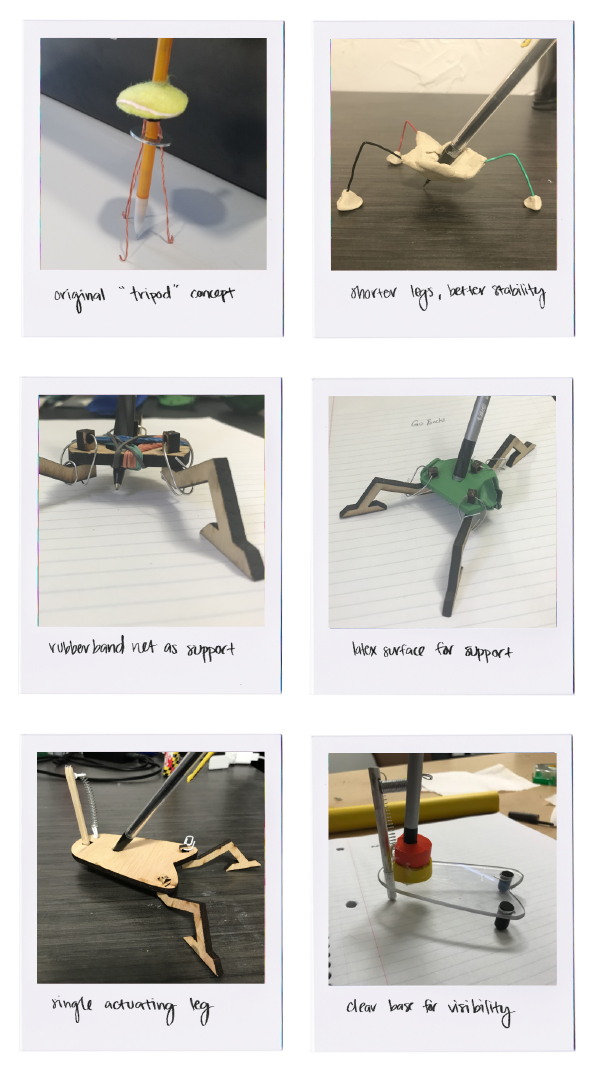 original "tripod" concept
shorter legs, better stability
rubberband net as support
latex surface for support
single actuating leg
clear base for visibility